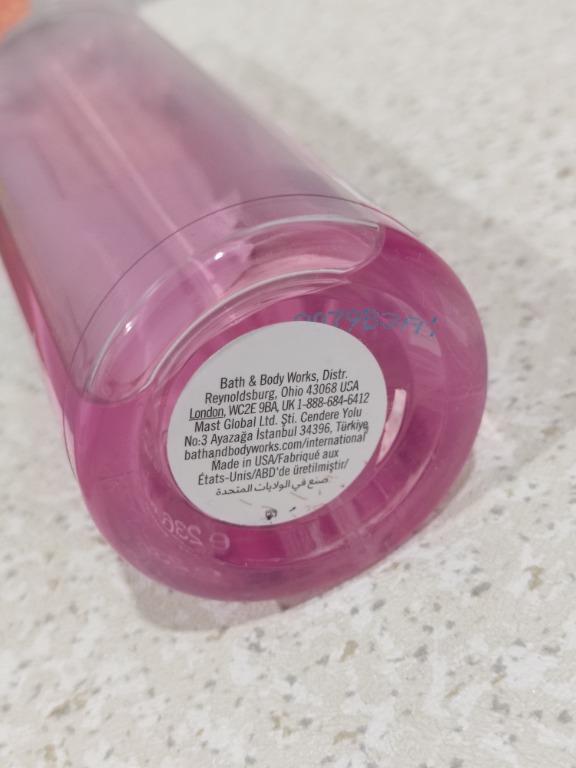 Bath & Body Works, Distr.
Reynoldsburg, Ohio 43068 USA
London, WC2E 9BA, UK 1-888-684-6412
Mast Global Ltd. Şti. Cendere Yolu
No:3 Ayazağa İstanbul 34396, Türkiye
bathandbodyworks.com/international
Made in USA/Fabriqué aux
États-Unis/ABD'de üretilmiştir/
صنع في الولايات المتحدة